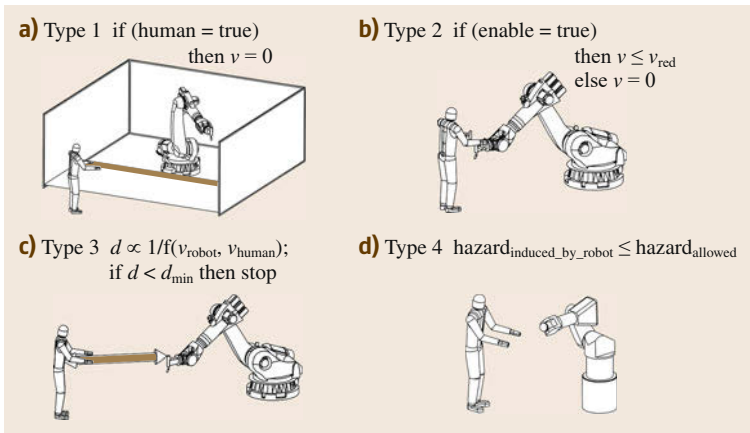 a) Type 1 if (human = true)
then v = 0
b) Type 2 if (enable = true)
then v ≤ v_red
else v = 0
c) Type 3 d ∝ 1/f(v_robot, v_human);
if d < d_min then stop
d) Type 4 hazard_induced_by_robot ≤ hazard_allowed